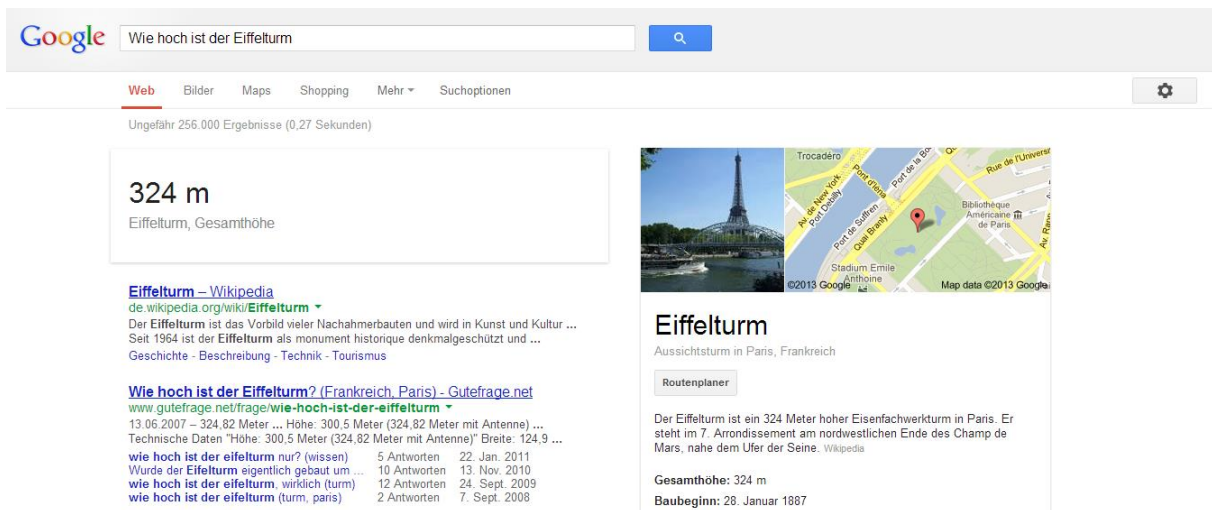 Google
Wie hoch ist der Eiffelturm
Web Bilder Maps Shopping Mehr Suchoptionen
Ungefähr 256.000 Ergebnisse (0,27 Sekunden)
324 m
Eiffelturm, Gesamthöhe
Eiffelturm – Wikipedia
de.wikipedia.org/wiki/Eiffelturm
Der Eiffelturm ist das Vorbild vieler Nachahmerbauten und wird in Kunst und Kultur ...
Seit 1964 ist der Eiffelturm als monument historique denkmalgeschützt und ...
Geschichte - Beschreibung - Technik - Tourismus
Wie hoch ist der Eiffelturm? (Frankreich, Paris) - Gutefrage.net
www.gutefrage.net/frage/wie-hoch-ist-der-eiffelturm
13.06.2007 – 324,82 Meter ... Höhe: 300,5 Meter (324,82 Meter mit Antenne) ...
Technische Daten "Höhe: 300,5 Meter (324,82 Meter mit Antenne)" Breite: 124,9 ...
wie hoch ist der eifelturm nur? (wissen) 5 Antworten 22. Jan. 2011
Wurde der Eifelturm eigentlich gebaut um ... 10 Antworten 13. Nov. 2010
wie hoch ist der eifelturm, wirklich (turm) 12 Antworten 24. Sept. 2009
wie hoch ist der eifelturm (turm, paris) 2 Antworten 7. Sept. 2008
Trocadéro
Av. de New York
Port Debilly
Pont d'Iena
Port de la Bo
Rue de l'Univers
Port de Suffren
Quai Branly
Bibliothèque
Américaine
de Paris
Av. Ra
Stadium Emile
Anthoine
©2013 Google
Map data ©2013 Google
Eiffelturm
Aussichtsturm in Paris, Frankreich
Routenplaner
Der Eiffelturm ist ein 324 Meter hoher Eisenfachwerkturm in Paris. Er
steht im 7. Arrondissement am nordwestlichen Ende des Champ de
Mars, nahe dem Ufer der Seine. Wikipedia
Gesamthöhe: 324 m
Baubeginn: 28. Januar 1887